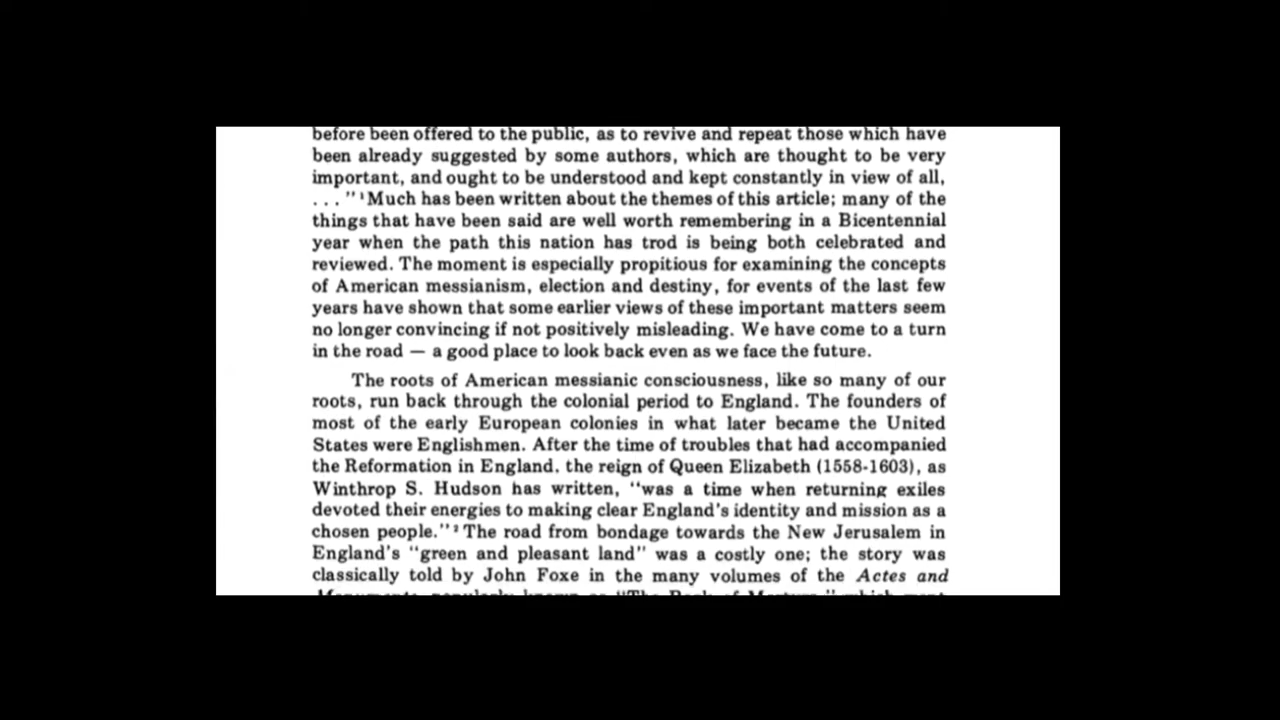 before been offered to the public, as to revive and repeat those which have
been already suggested by some authors, which are thought to be very
important, and ought to be understood and kept constantly in view of all,
. . . " ¹ Much has been written about the themes of this article; many of the
things that have been said are well worth remembering in a Bicentennial
year when the path this nation has trod is being both celebrated and
reviewed. The moment is especially propitious for examining the concepts
of American messianism, election and destiny, for events of the last few
years have shown that some earlier views of these important matters seem
no longer convincing if not positively misleading. We have come to a turn
in the road — a good place to look back even as we face the future.
The roots of American messianic consciousness, like so many of our
roots, run back through the colonial period to England. The founders of
most of the early European colonies in what later became the United
States were Englishmen. After the time of troubles that had accompanied
the Reformation in England, the reign of Queen Elizabeth (1558-1603), as
Winthrop S. Hudson has written, "was a time when returning exiles
devoted their energies to making clear England's identity and mission as a
chosen people." ² The road from bondage towards the New Jerusalem in
England's "green and pleasant land" was a costly one; the story was
classically told by John Foxe in the many volumes of the Actes and